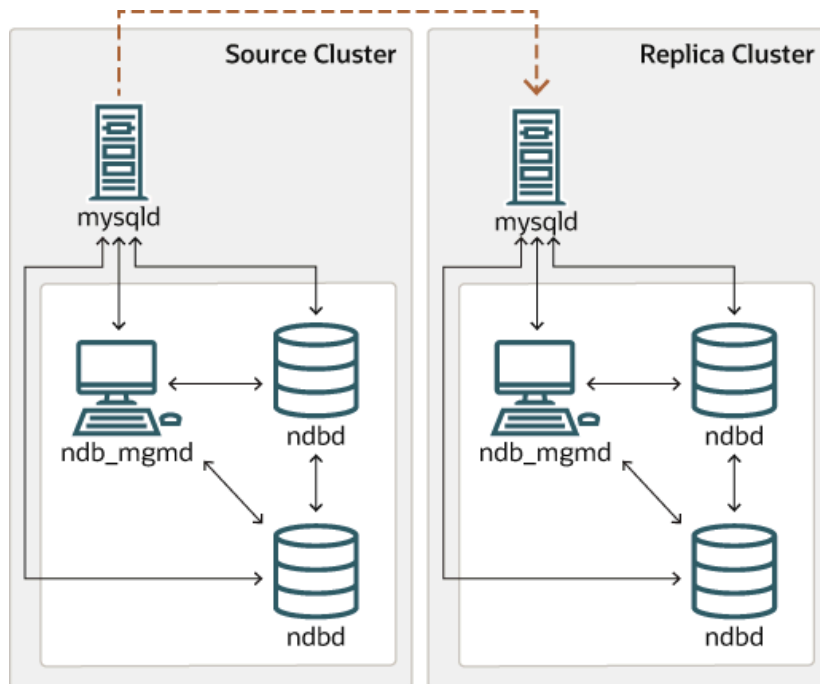 Source Cluster
mysqld
ndb_mgmd
ndbd
ndbd
Replica Cluster
mysqld
ndb_mgmd
ndbd
ndbd